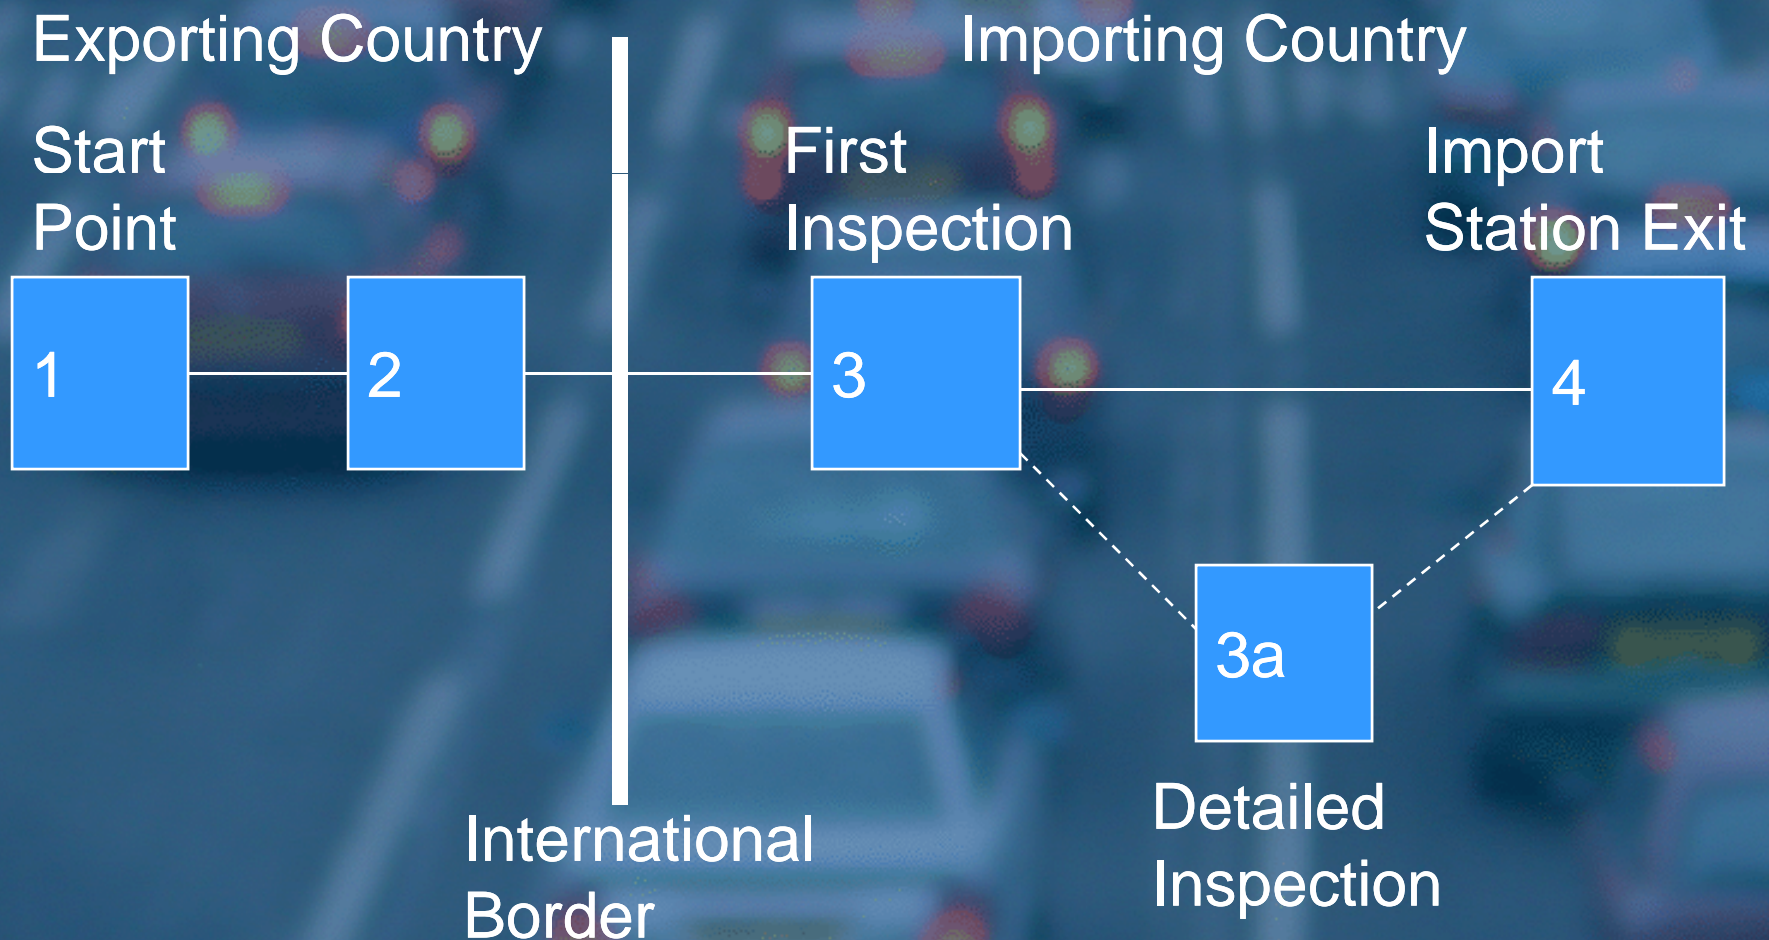 Exporting Country
Importing Country
Start
Point
First
Inspection
Import
Station Exit
1
2
3
4
3a
International
Border
Detailed
Inspection